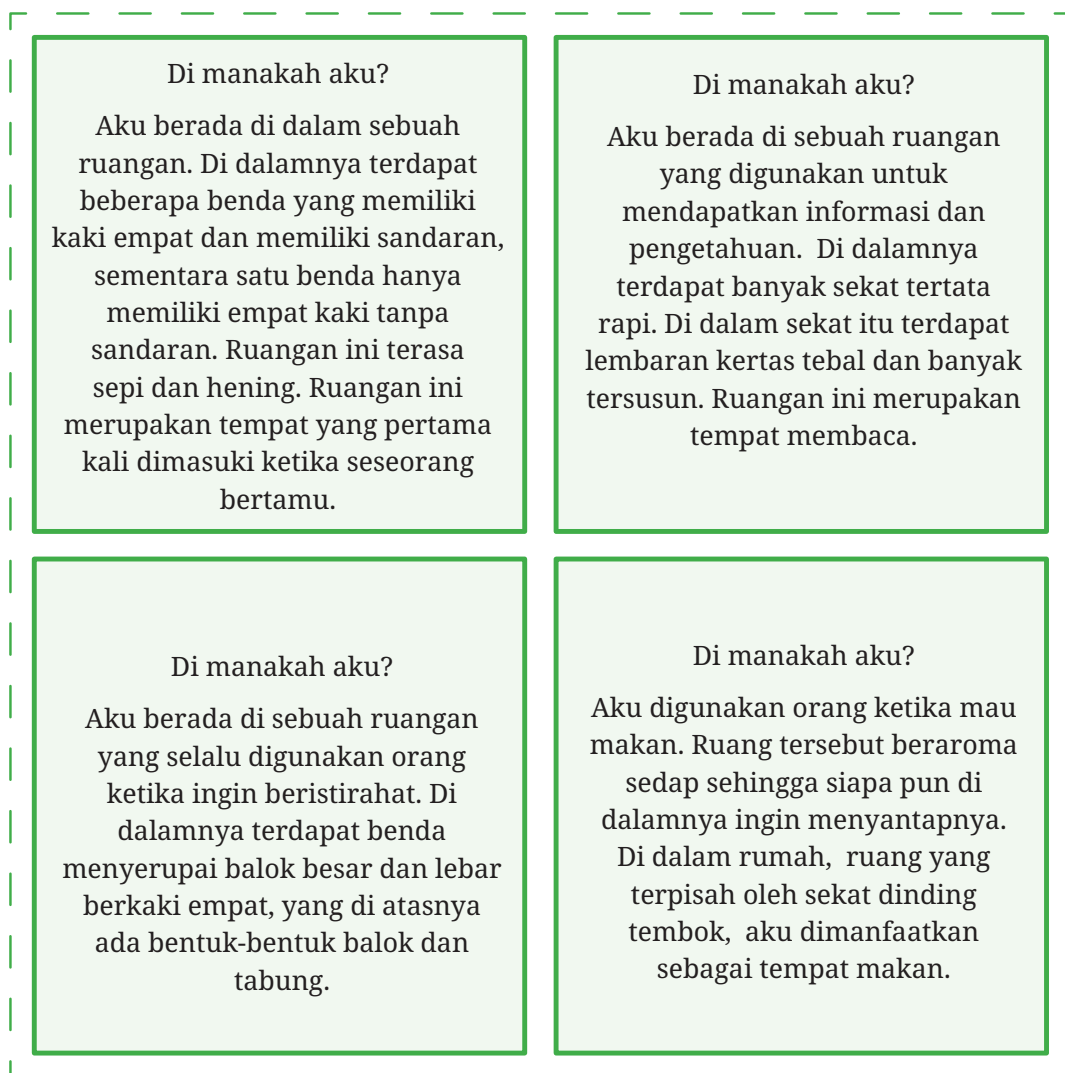 Di manakah aku?
Aku berada di dalam sebuah
ruangan. Di dalamnya terdapat
beberapa benda yang memiliki
kaki empat dan memiliki sandaran,
sementara satu benda hanya
memiliki empat kaki tanpa
sandaran. Ruangan ini terasa
sepi dan hening. Ruangan ini
merupakan tempat yang pertama
kali dimasuki ketika seseorang
bertamu.
Di manakah aku?
Aku berada di sebuah ruangan
yang digunakan untuk
mendapatkan informasi dan
pengetahuan.  Di dalamnya
terdapat banyak sekat tertata
rapi. Di dalam sekat itu terdapat
lembaran kertas tebal dan banyak
tersusun. Ruangan ini merupakan
tempat membaca.
Di manakah aku?
Aku berada di sebuah ruangan
yang selalu digunakan orang
ketika ingin beristirahat. Di
dalamnya terdapat benda
menyerupai balok besar dan lebar
berkaki empat, yang di atasnya
ada bentuk-bentuk balok dan
tabung.
Di manakah aku?
Aku digunakan orang ketika mau
makan. Ruang tersebut beraroma
sedap sehingga siapa pun di
dalamnya ingin menyantapnya.
Di dalam rumah,  ruang yang
terpisah oleh sekat dinding
tembok,  aku dimanfaatkan
sebagai tempat makan.